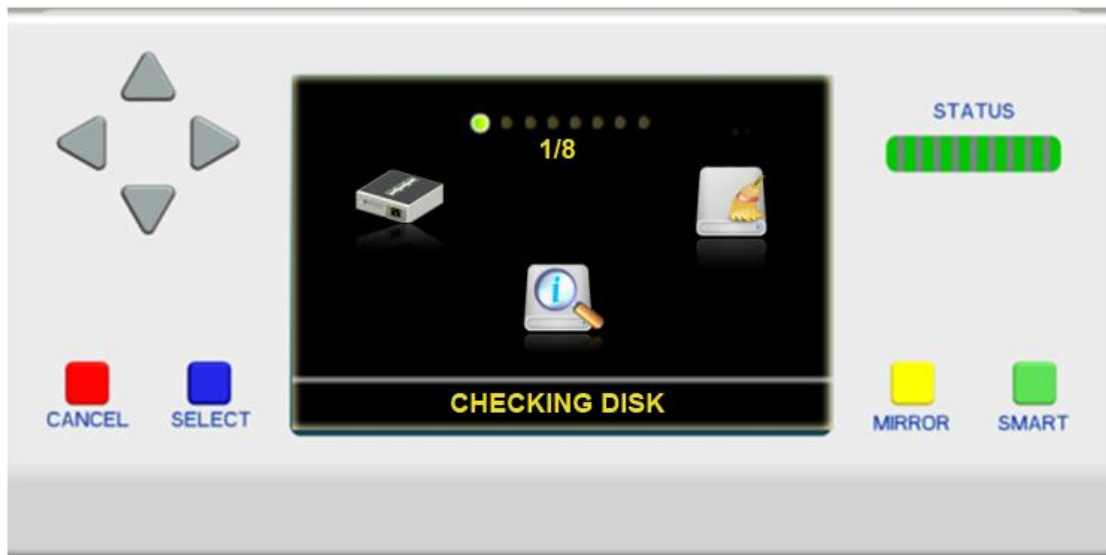 STATUS
1/8
i
CHECKING DISK
CANCEL
SELECT
MIRROR
SMART